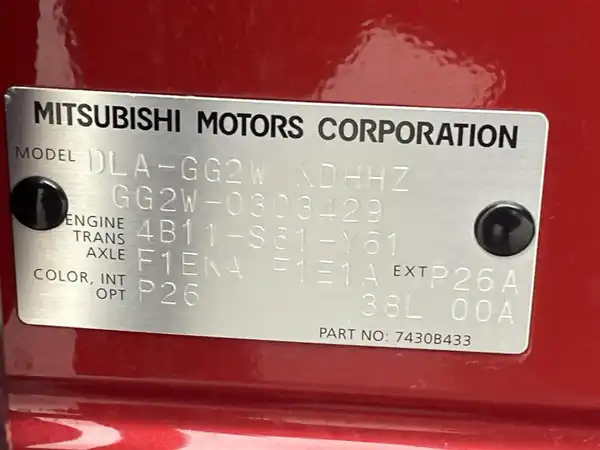 MITSUBISHI MOTORS CORPORATION
MODEL DLA-GG2W XDHHZ
GG2W-0303429
ENGINE 4B11-S61-Y61
TRANS AXLE F1EKA F1E1A EXT P26A
COLOR, INT OPT P26 38L 00A
PART NO: 7430B433